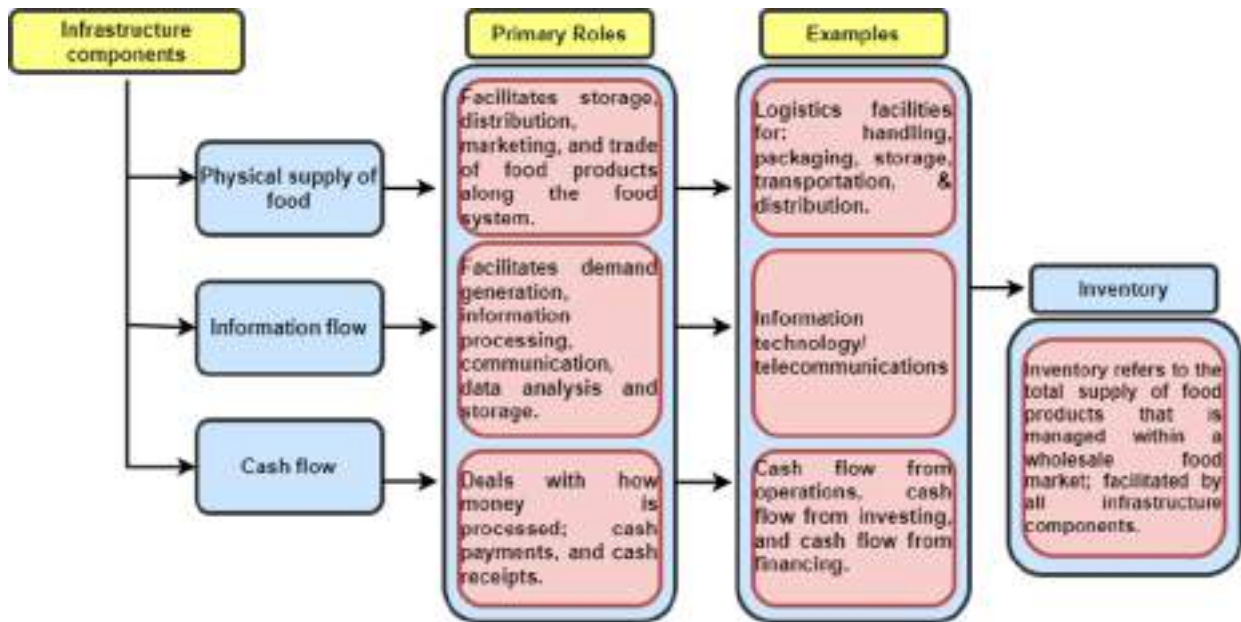 Infrastructure
components
Primary Roles
Examples
Physical supply of
food
Facilitates storage,
distribution,
marketing, and trade
of food products
along the food
system.
Logistics facilities
for: handling,
packaging, storage,
transportation, &
distribution.
Information flow
Facilitates demand
generation,
information
processing,
communication,
data analysis and
storage.
Information
technology/
telecommunications
Cash flow
Deals with how
money is
processed; cash
payments, and cash
receipts.
Cash flow from
operations, cash
flow from investing,
and cash flow from
financing.
Inventory
Inventory refers to the
total supply of food
products that is
managed within a
wholesale food
market; facilitated by
all infrastructure
components.